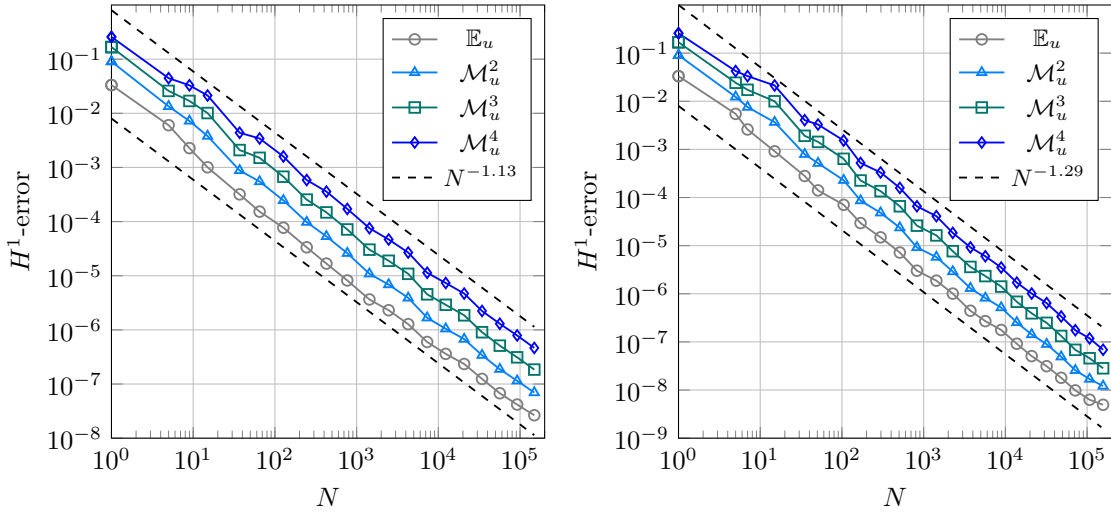 10^{-1}
10^{-2}
10^{-3}
10^{-4}
10^{-5}
10^{-6}
10^{-7}
10^{-8}
H^1-error
10^0 10^1 10^2 10^3 10^4 10^5
N
𝔼_u
ℳ_u^2
ℳ_u^3
ℳ_u^4
N^{-1.13}
10^{-1}
10^{-2}
10^{-3}
10^{-4}
10^{-5}
10^{-6}
10^{-7}
10^{-8}
10^{-9}
H^1-error
10^0 10^1 10^2 10^3 10^4 10^5
N
𝔼_u
ℳ_u^2
ℳ_u^3
ℳ_u^4
N^{-1.29}